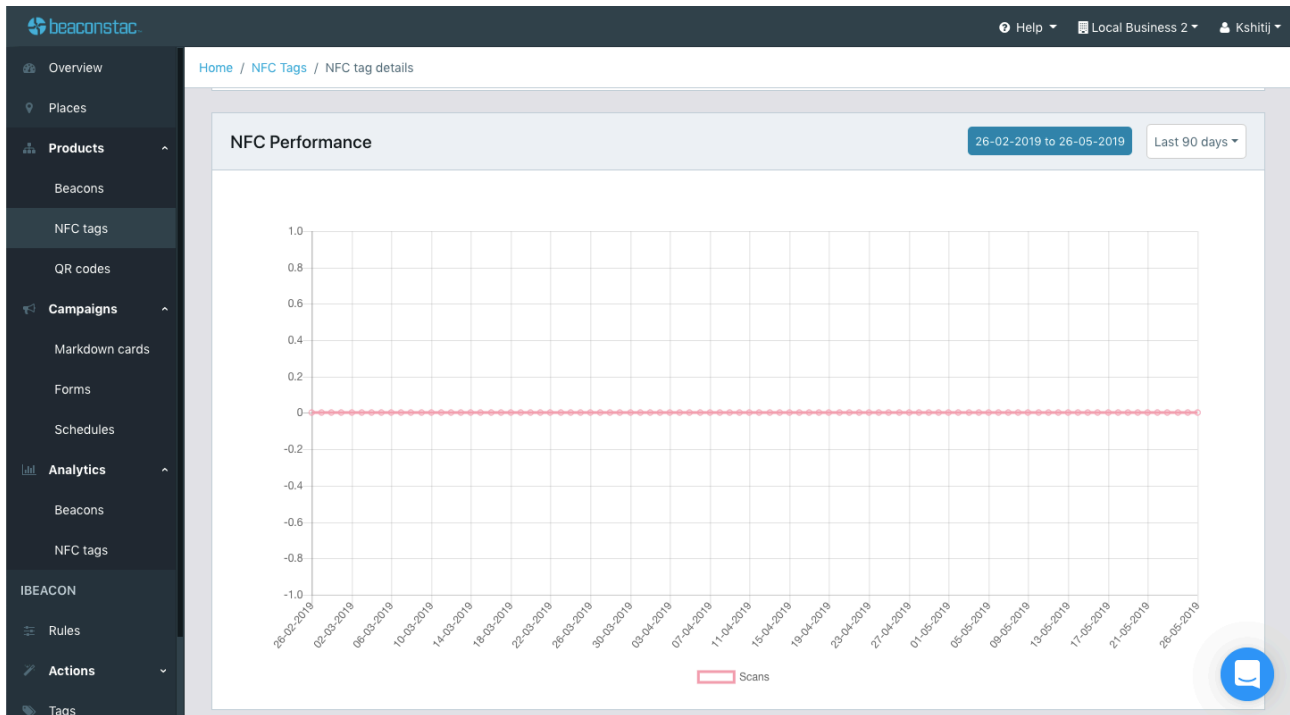 beaconstac
Help
Local Business 2
Kshitij
Overview
Places
Products
Beacons
NFC tags
QR codes
Campaigns
Markdown cards
Forms
Schedules
Analytics
Beacons
NFC tags
IBEACON
Rules
Actions
Tags
Home / NFC Tags / NFC tag details
NFC Performance
26-02-2019 to 26-05-2019
Last 90 days
1.0
0.8
0.6
0.4
0.2
0
-0.2
-0.4
-0.6
-0.8
-1.0
26-02-2019
02-03-2019
06-03-2019
10-03-2019
14-03-2019
18-03-2019
22-03-2019
26-03-2019
30-03-2019
03-04-2019
07-04-2019
11-04-2019
15-04-2019
19-04-2019
23-04-2019
27-04-2019
01-05-2019
05-05-2019
09-05-2019
13-05-2019
17-05-2019
21-05-2019
26-05-2019
Scans